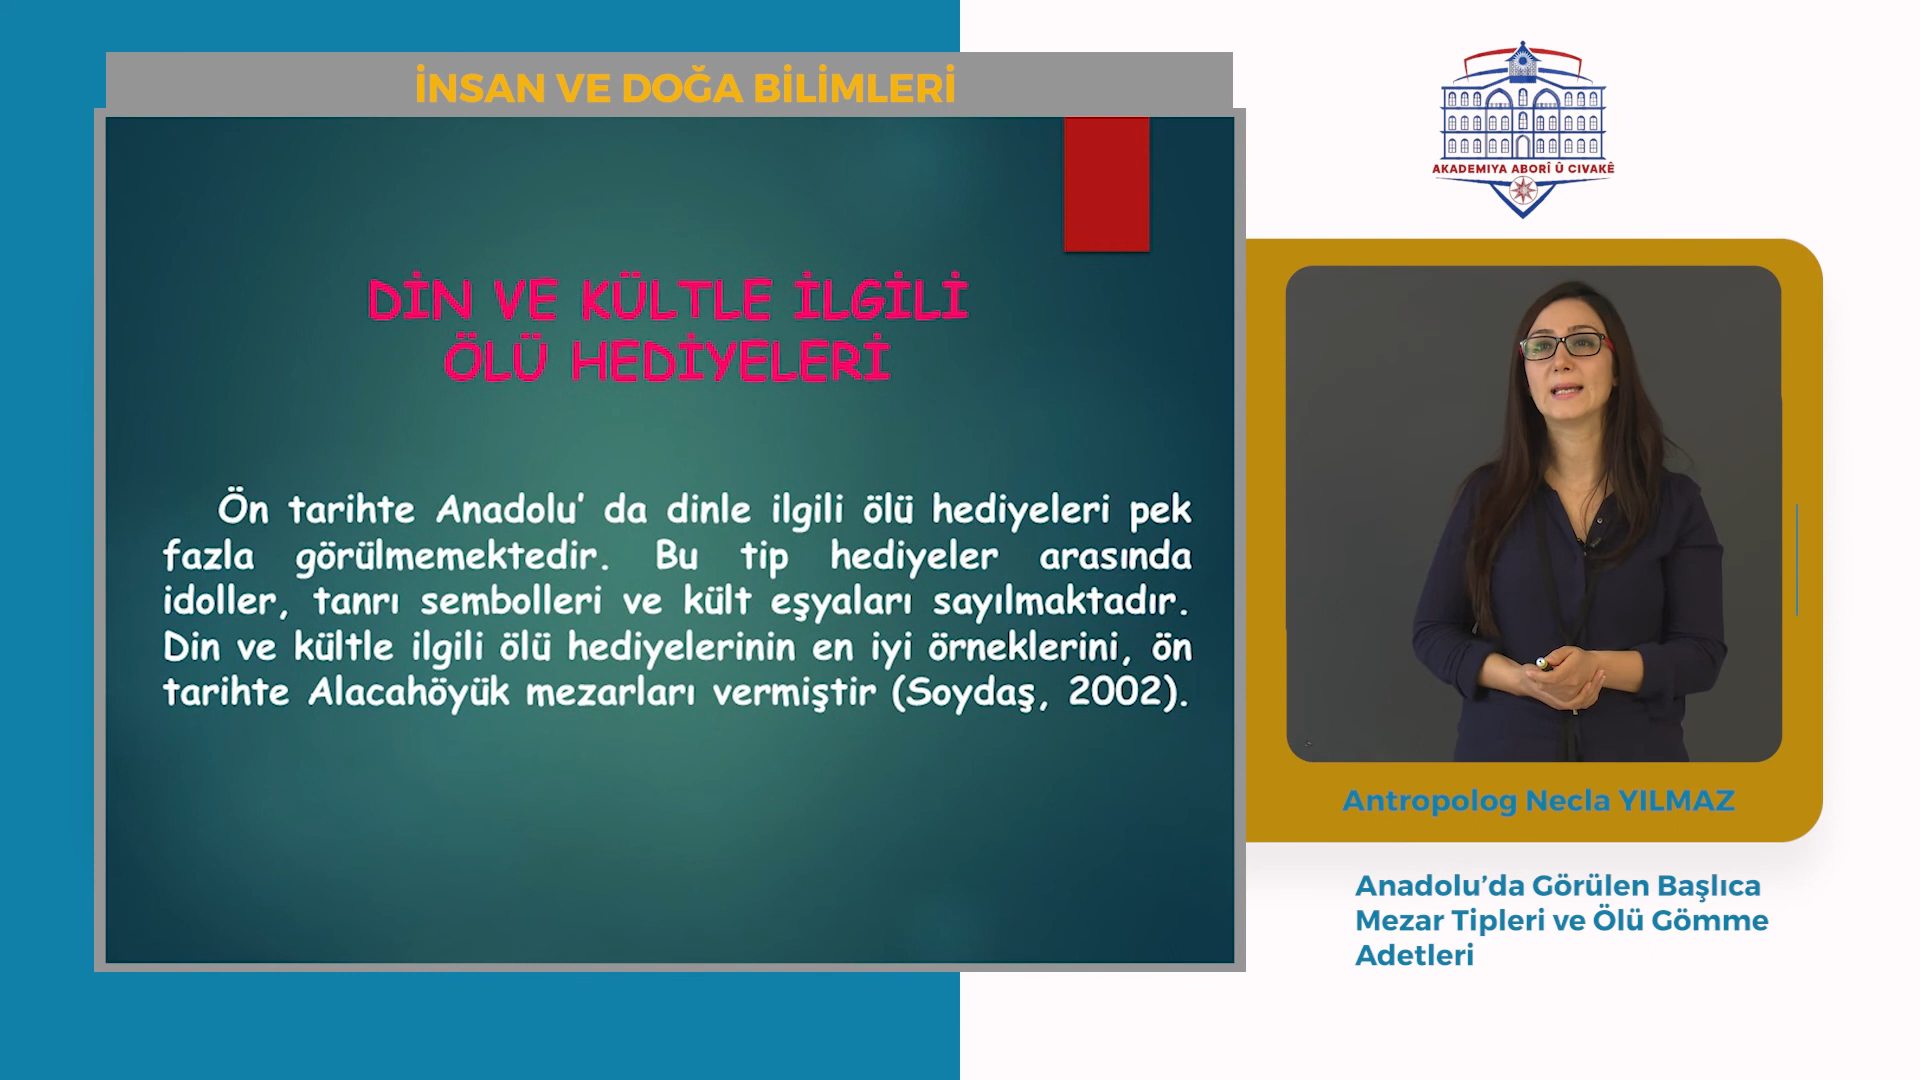 İNSAN VE DOĞA BİLİMLERİ
DİN VE KÜLTLE İLGİLİ
ÖLÜ HEDİYELERİ
Ön tarihte Anadolu' da dinle ilgili ölü hediyeleri pek
fazla görülmemektedir. Bu tip hediyeler arasında
idoller, tanrı sembolleri ve kült eşyaları sayılmaktadır.
Din ve kültle ilgili ölü hediyelerinin en iyi örneklerini, ön
tarihte Alacahöyük mezarları vermiştir (Soydaş, 2002).
AKADEMIYA ABORÎ Û CIVAKÊ
Antropolog Necla YILMAZ
Anadolu’da Görülen Başlıca
Mezar Tipleri ve Ölü Gömme
Adetleri